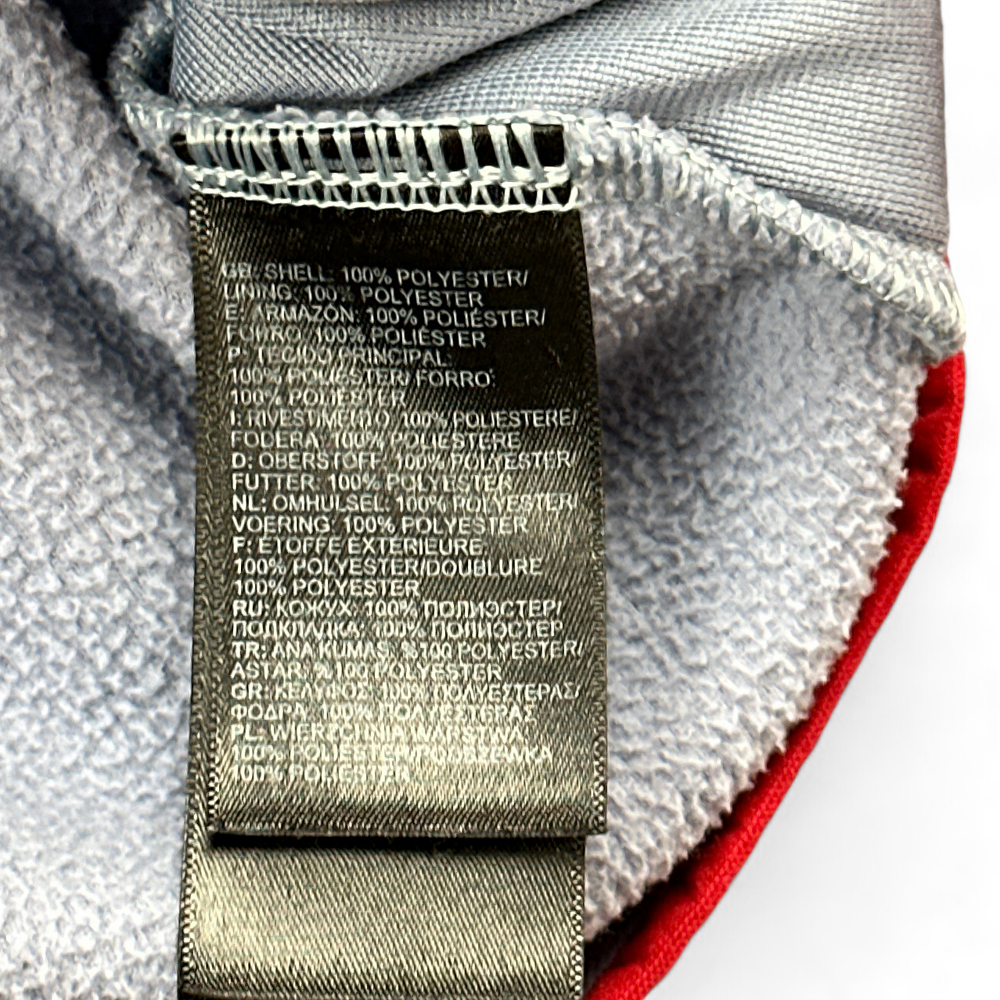 GB: SHELL: 100% POLYESTER/
LINING: 100% POLYESTER
E: ARMAZÓN: 100% POLIÉSTER/
FORRO: 100% POLIÉSTER
P: TECIDO PRINCIPAL:
100% POLIÉSTER/ FORRO:
100% POLIÉSTER
I: RIVESTIMENTO: 100% POLIESTERE/
FODERA: 100% POLIESTERE
D: OBERSTOFF: 100% POLYESTER/
FUTTER: 100% POLYESTER
NL: OMHULSEL: 100% POLYESTER/
VOERING: 100% POLYESTER
F: ÉTOFFE EXTÉRIEURE
100% POLYESTER/DOUBLURE
100% POLYESTER
RU: КОЖУХ: 100% ПОЛИЭСТЕР/
ПОДКЛАДКА: 100% ПОЛИЭСТЕР
TR: ANA KUMAS: %100 POLYESTER/
ASTAR: %100 POLYESTER
GR: ΚΕΛΥΦΟΣ: 100% ΠΟΛΥΕΣΤΕΡΑΣ/
ΦΟΔΡΑ: 100% ΠΟΛΥΕΣΤΕΡΑΣ
PL: WIERZCHNIA WARSTWA
100% POLIESTER/PODSZEWKA
100% POLIESTER